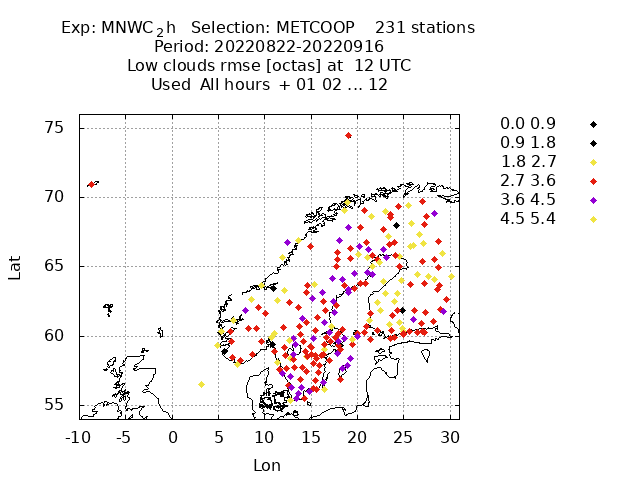 Exp: MNWC₂h Selection: METCOOP 231 stations
Period: 20220822-20220916
Low clouds rmse [octas] at 12 UTC
Used All hours + 01 02 ... 12
0.0 0.9
0.9 1.8
1.8 2.7
2.7 3.6
3.6 4.5
4.5 5.4
75
70
65
60
55
Lat
-10 -5 0 5 10 15 20 25 30
Lon